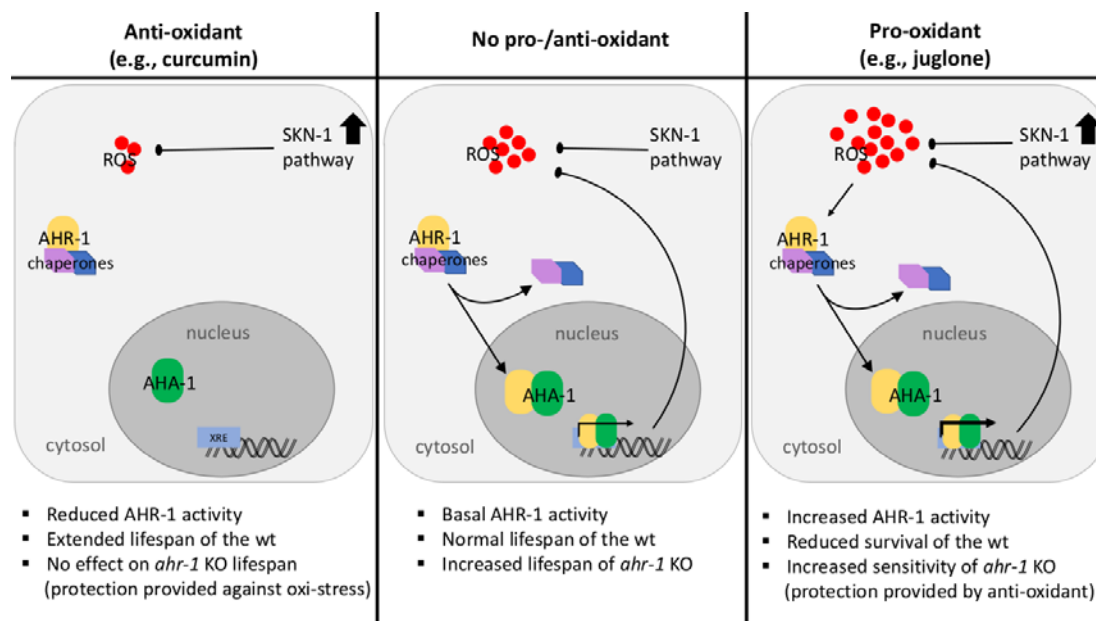 Anti-oxidant
(e.g., curcumin)
SKN-1
pathway
ROS
AHR-1
chaperones
nucleus
AHA-1
XRE
cytosol
▪ Reduced AHR-1 activity
▪ Extended lifespan of the wt
▪ No effect on ahr-1 KO lifespan
(protection provided against oxi-stress)
No pro-/anti-oxidant
SKN-1
pathway
ROS
AHR-1
chaperones
nucleus
AHA-1
cytosol
▪ Basal AHR-1 activity
▪ Normal lifespan of the wt
▪ Increased lifespan of ahr-1 KO
Pro-oxidant
(e.g., juglone)
SKN-1
pathway
ROS
AHR-1
chaperones
nucleus
AHA-1
cytosol
▪ Increased AHR-1 activity
▪ Reduced survival of the wt
▪ Increased sensitivity of ahr-1 KO
(protection provided by anti-oxidant)